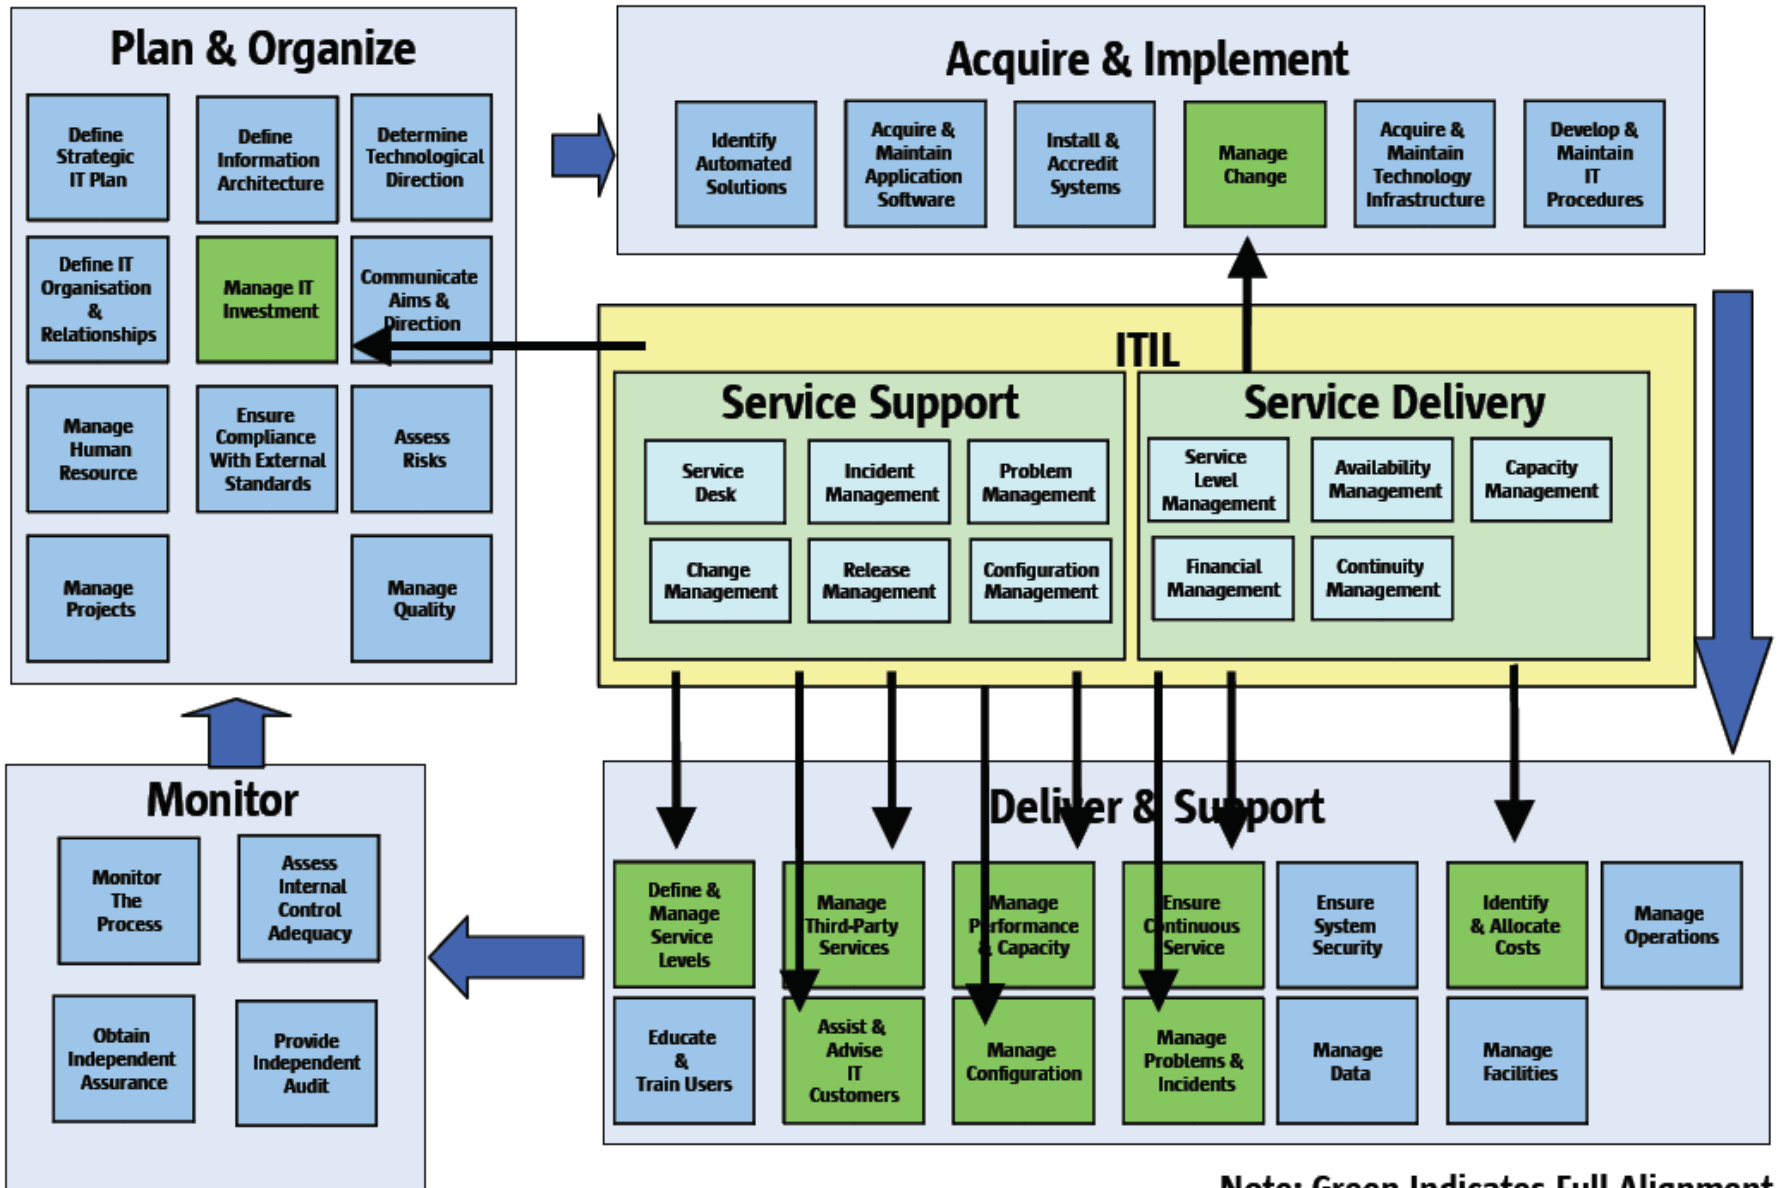 Plan & Organize
Define
Strategic
IT Plan
Define
Information
Architecture
Determine
Technological
Direction
Define IT
Organisation
&
Relationships
Manage IT
Investment
Communicate
Aims &
Direction
Manage
Human
Resource
Ensure
Compliance
With External
Standards
Assess
Risks
Manage
Projects
Manage
Quality
Acquire & Implement
Identify
Automated
Solutions
Acquire &
Maintain
Application
Software
Install &
Accredit
Systems
Manage
Change
Acquire &
Maintain
Technology
Infrastructure
Develop &
Maintain
IT
Procedures
ITIL
Service Support
Service
Desk
Incident
Management
Problem
Management
Change
Management
Release
Management
Configuration
Management
Service Delivery
Service
Level
Management
Availability
Management
Capacity
Management
Financial
Management
Continuity
Management
Monitor
Monitor
The
Process
Assess
Internal
Control
Adequacy
Obtain
Independent
Assurance
Provide
Independent
Audit
Deliver & Support
Define &
Manage
Service
Levels
Manage
Third-Party
Services
Manage
Performance
& Capacity
Ensure
Continuous
Service
Ensure
System
Security
Identify
& Allocate
Costs
Manage
Operations
Educate
&
Train Users
Assist &
Advise
IT
Customers
Manage
Configuration
Manage
Problems &
Incidents
Manage
Data
Manage
Facilities
Note: Green Indicates Full Alignment